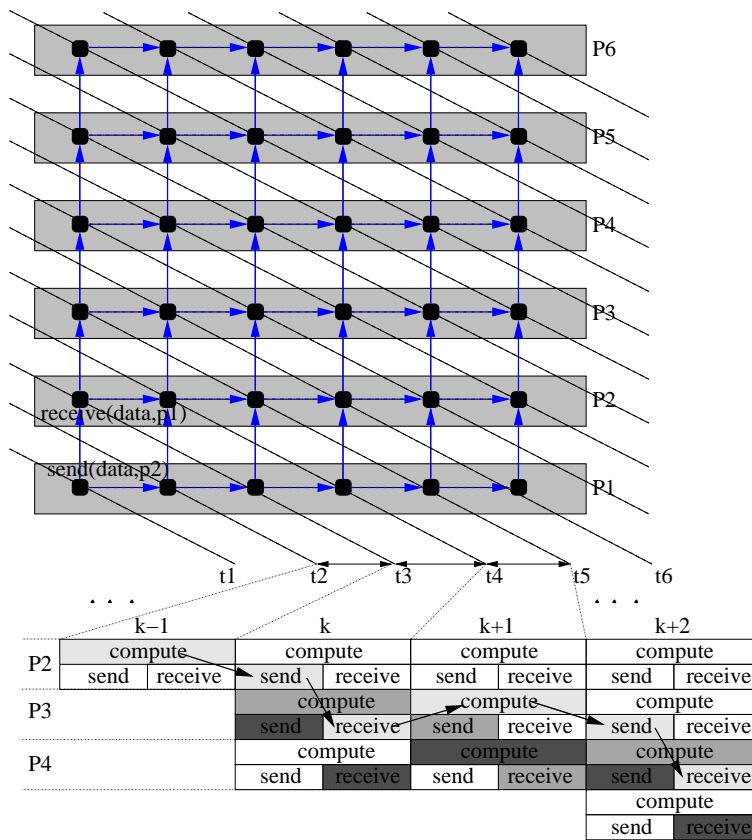 P6
P5
P4
P3
P2
receive(data,p1)
send(data,p2)
P1
t1 t2 t3 t4 t5 t6
. . . . . .
k−1 k k+1 k+2
P2 compute compute compute compute
send receive send receive send receive send receive
P3 compute compute compute
send receive send receive send receive
P4 compute compute compute
send receive send receive send receive
compute
send receive